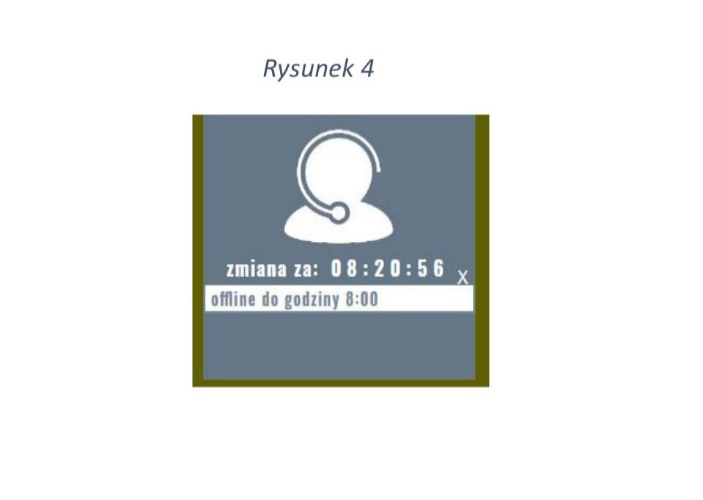 Rysunek 4
zmiana za: 08:20:56 X
offline do godziny 8:00